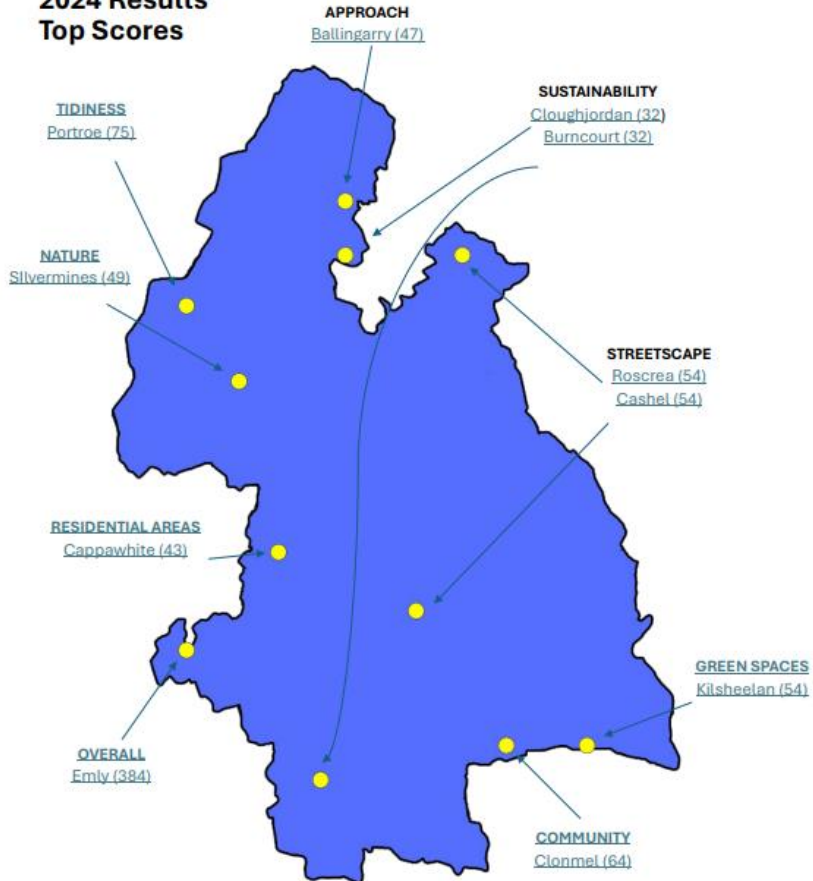 2024 Results
Top Scores
APPROACH
Ballingarry (47)
SUSTAINABILITY
Cloughjordan (32)
Burncourt (32)
TIDINESS
Portroe (75)
NATURE
SIlvermines (49)
STREETSCAPE
Roscrea (54)
Cashel (54)
RESIDENTIAL AREAS
Cappawhite (43)
GREEN SPACES
Kilsheelan (54)
OVERALL
Emly (384)
COMMUNITY
Clonmel (64)